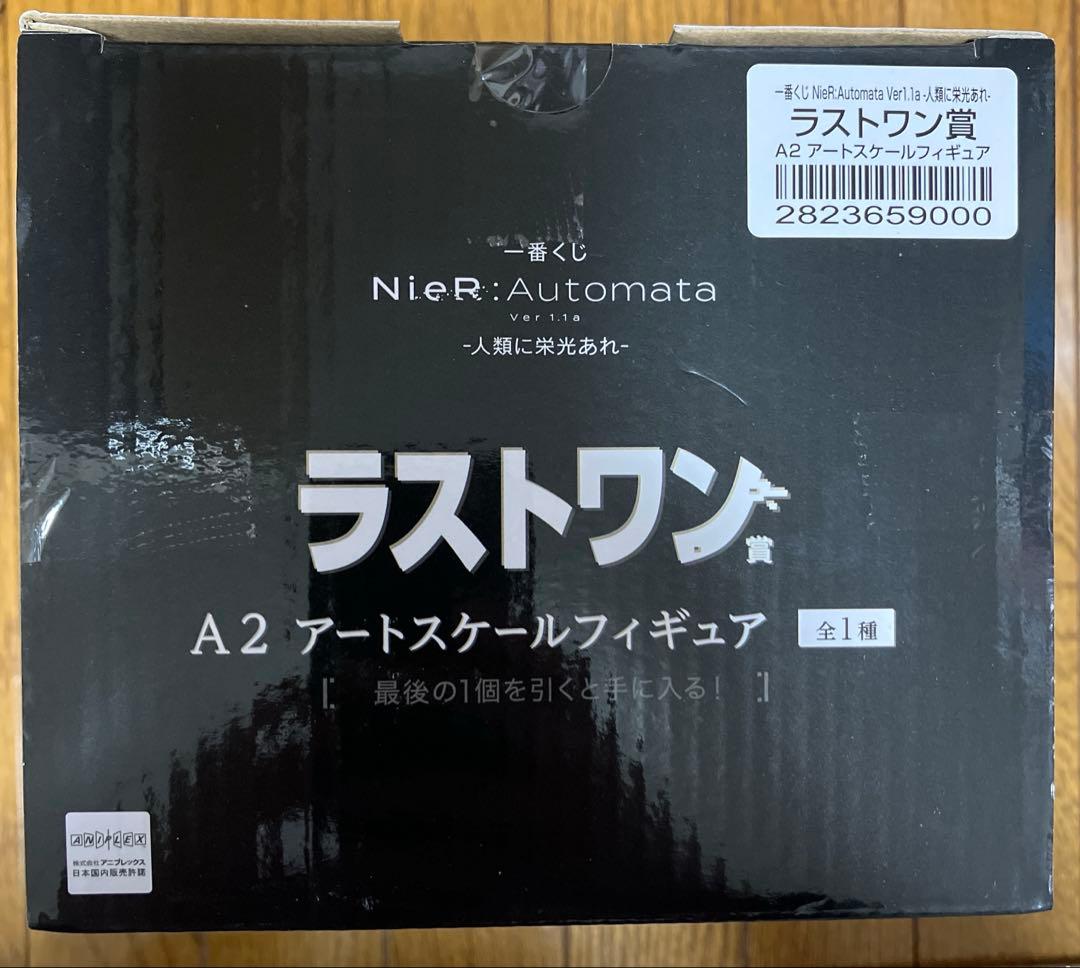 一番くじ NieR:Automata Ver1.1a -人類に栄光あれ-
ラストワン賞
A2 アートスケールフィギュア
2823659000
一番くじ
NieR:Automata
Ver 1.1a
-人類に栄光あれ-
ラストワン賞
A2 アートスケールフィギュア 全1種
[ 最後の1個を引くと手に入る! ]
ANIPLEX
株式会社アニプレックス
日本国内販売許諾